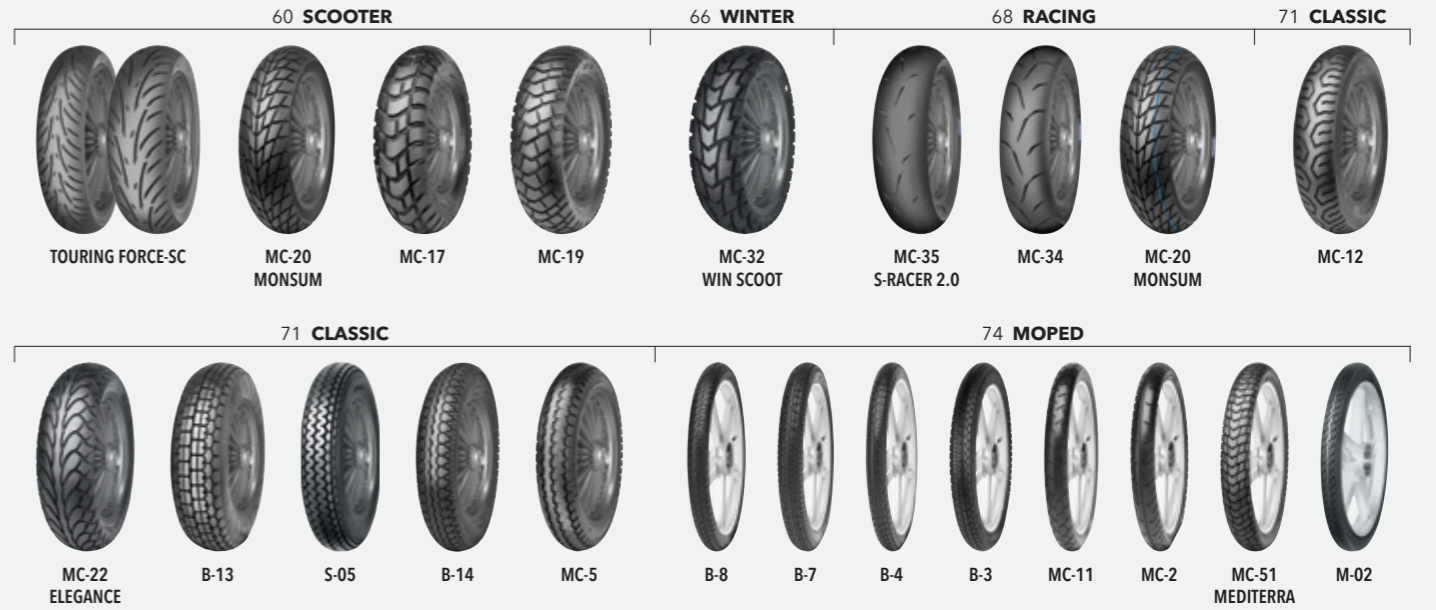 60 SCOOTER
66 WINTER
68 RACING
71 CLASSIC
TOURING FORCE-SC
MC-20
MONSUM
MC-17
MC-19
MC-32
WIN SCOOT
MC-35
S-RACER 2.0
MC-34
MC-20
MONSUM
MC-12
71 CLASSIC
74 MOPED
MC-22
ELEGANCE
B-13
S-05
B-14
MC-5
B-8
B-7
B-4
B-3
MC-11
MC-2
MC-51
MEDITERRA
M-02